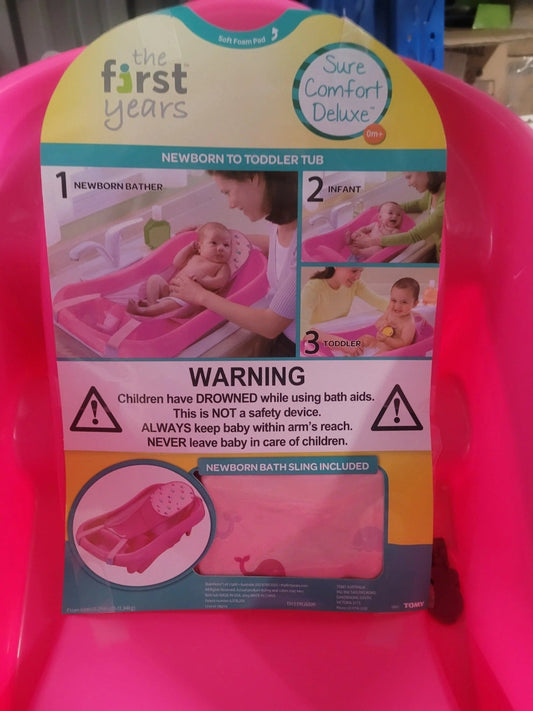 Soft Foam Pad
the
first™
years
Sure
Comfort
Deluxe™
0m+
NEWBORN TO TODDLER TUB
1 NEWBORN BATHER
2 INFANT
3 TODDLER
WARNING
Children have DROWNED while using bath aids.
This is NOT a safety device.
ALWAYS keep baby within arm's reach.
NEVER leave baby in care of children.
NEWBORN BATH SLING INCLUDED
TOMY